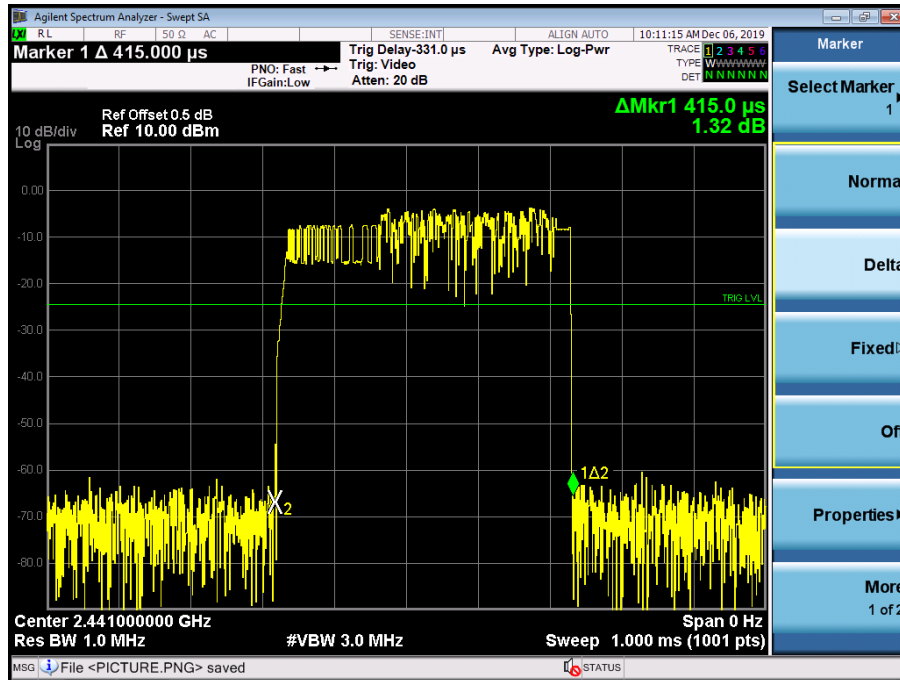 Agilent Spectrum Analyzer - Swept SA
LXI RL RF 50 Ω AC SENSE:INT ALIGN AUTO 10:11:15 AM Dec 06, 2019
Marker 1 Δ 415.000 µs
PNO: Fast
IFGain:Low
Trig Delay-331.0 µs
Trig: Video
Atten: 20 dB
Avg Type: Log-Pwr
TRACE 1 2 3 4 5 6
TYPE WWWWWW
DET N N N N N N
ΔMkr1 415.0 µs
1.32 dB
Ref Offset 0.5 dB
10 dB/div Ref 10.00 dBm
Log
0.00
-10.0
-20.0
TRIG LVL
-30.0
-40.0
-50.0
-60.0
1Δ2
X2
-70.0
-80.0
Center 2.441000000 GHz Span 0 Hz
Res BW 1.0 MHz #VBW 3.0 MHz Sweep 1.000 ms (1001 pts)
MSG File <PICTURE.PNG> saved STATUS
Marker
Select Marker
1
Norma
Delta
Fixed
Of
Properties
More
1 of 2